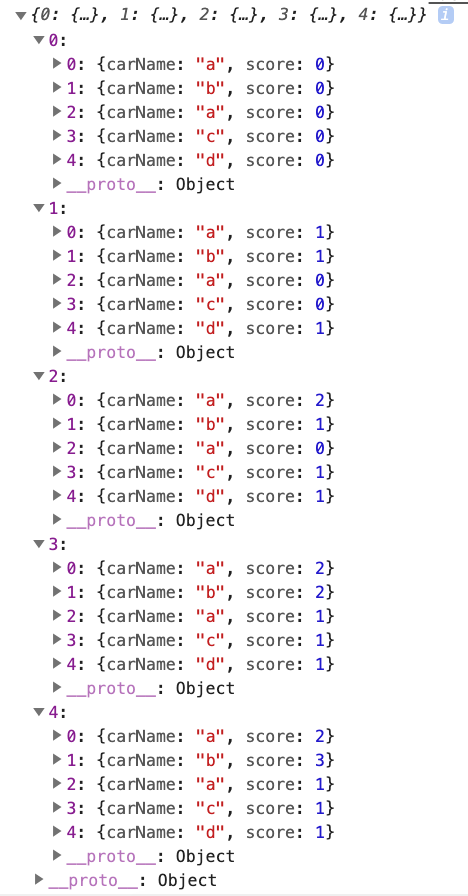 {0: {…}, 1: {…}, 2: {…}, 3: {…}, 4: {…}} i
0:
0: {carName: "a", score: 0}
1: {carName: "b", score: 0}
2: {carName: "a", score: 0}
3: {carName: "c", score: 0}
4: {carName: "d", score: 0}
__proto__: Object
1:
0: {carName: "a", score: 1}
1: {carName: "b", score: 1}
2: {carName: "a", score: 0}
3: {carName: "c", score: 0}
4: {carName: "d", score: 1}
__proto__: Object
2:
0: {carName: "a", score: 2}
1: {carName: "b", score: 1}
2: {carName: "a", score: 0}
3: {carName: "c", score: 1}
4: {carName: "d", score: 1}
__proto__: Object
3:
0: {carName: "a", score: 2}
1: {carName: "b", score: 2}
2: {carName: "a", score: 1}
3: {carName: "c", score: 1}
4: {carName: "d", score: 1}
__proto__: Object
4:
0: {carName: "a", score: 2}
1: {carName: "b", score: 3}
2: {carName: "a", score: 1}
3: {carName: "c", score: 1}
4: {carName: "d", score: 1}
__proto__: Object
__proto__: Object